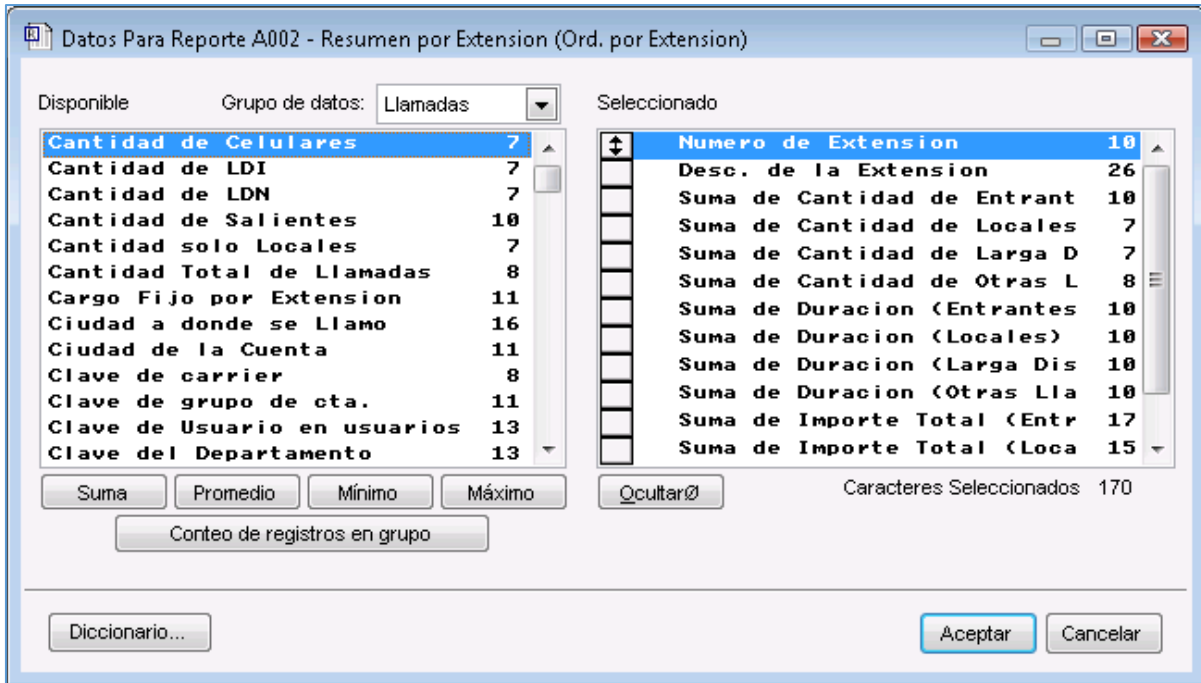 Datos Para Reporte A002 - Resumen por Extension (Ord. por Extension)
Disponible
Grupo de datos:
Llamadas
Cantidad de Celulares 7
Cantidad de LDI 7
Cantidad de LDN 7
Cantidad de Salientes 10
Cantidad solo Locales 7
Cantidad Total de Llamadas 8
Cargo Fijo por Extension 11
Ciudad a donde se Llamo 16
Ciudad de la Cuenta 11
Clave de carrier 8
Clave de grupo de cta. 11
Clave de Usuario en usuarios 13
Clave del Departamento 13
Suma
Promedio
Mínimo
Máximo
Conteo de registros en grupo
Seleccionado
Numero de Extension 10
Desc. de la Extension 26
Suma de Cantidad de Entrant 10
Suma de Cantidad de Locales 7
Suma de Cantidad de Larga D 7
Suma de Cantidad de Otras L 8
Suma de Duracion (Entrantes 10
Suma de Duracion (Locales) 10
Suma de Duracion (Larga Dis 10
Suma de Duracion (Otras Lla 10
Suma de Importe Total (Entr 17
Suma de Importe Total (Loca 15
OcultarØ
Caracteres Seleccionados 170
Diccionario...
Aceptar
Cancelar